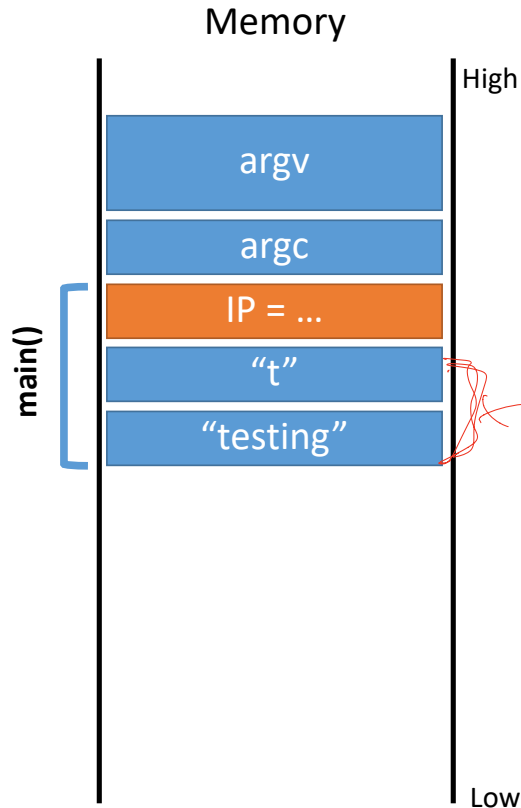 Memory
High
argv
argc
IP = ...
main()
“t”
“testing”
Low